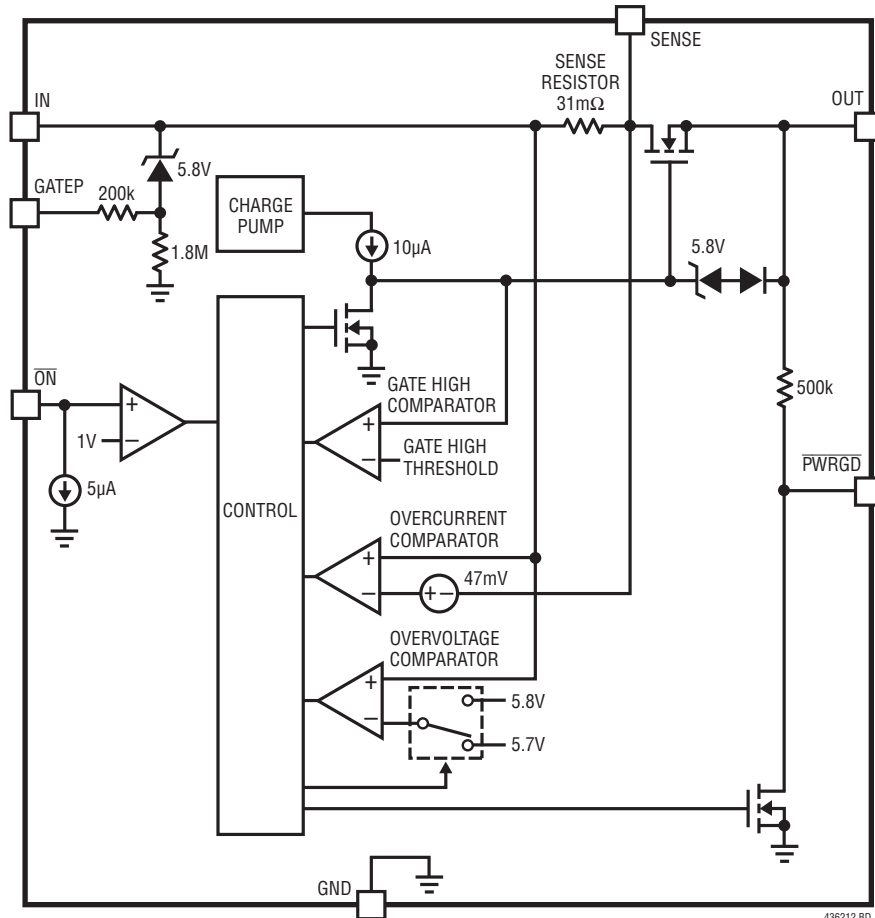 SENSE
SENSE
RESISTOR
31mΩ
IN
OUT
5.8V
GATEP
200k
1.8M
CHARGE
PUMP
10µA
5.8V
ON
+
1V
−
5µA
GATE HIGH
COMPARATOR
+
−
GATE HIGH
THRESHOLD
500k
PWRGD
CONTROL
OVERCURRENT
COMPARATOR
+
−
47mV
+ −
OVERVOLTAGE
COMPARATOR
+
−
5.8V
5.7V
GND
436212 BD